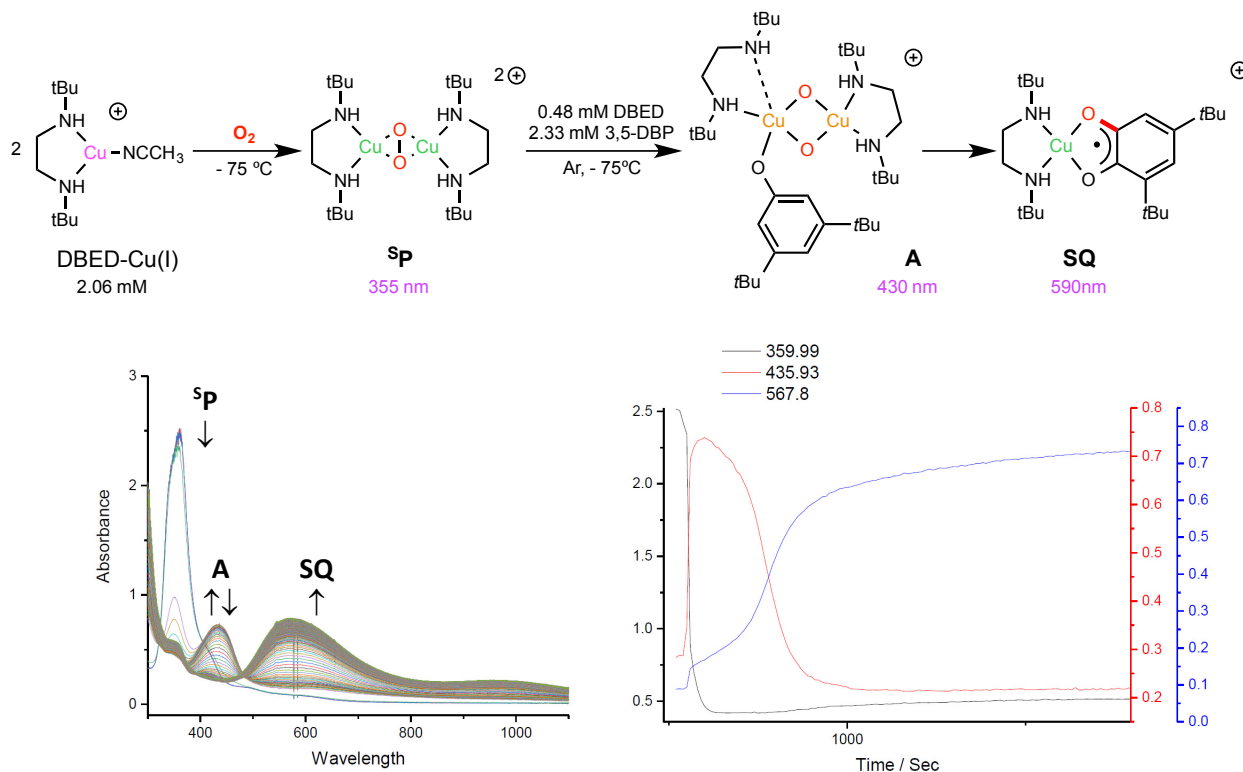 tBu
NH
2
Cu
NCCH3
NH
tBu
⊕
DBED-Cu(I)
2.06 mM
O2
- 75 ºC
tBu
tBu
2 ⊕
NH
HN
Cu
O
O
Cu
NH
HN
tBu
tBu
SP
355 nm
0.48 mM DBED
2.33 mM 3,5-DBP
Ar, - 75ºC
tBu
NH
tBu
⊕
O
HN
NH
Cu
Cu
tBu
O
HN
tBu
O
tBu
tBu
A
430 nm
tBu
⊕
NH
O
tBu
Cu
•
NH
O
tBu
tBu
SQ
590nm
3
2
1
0
Absorbance
SP
↓
A
↑ ↓
SQ
↑
400 600 800 1000
Wavelength
359.99
435.93
567.8
2.5
2.0
1.5
1.0
0.5
0.8
0.7
0.6
0.5
0.4
0.3
0.2
0.8
0.7
0.6
0.5
0.4
0.3
0.2
0.1
0.0
1000
Time / Sec